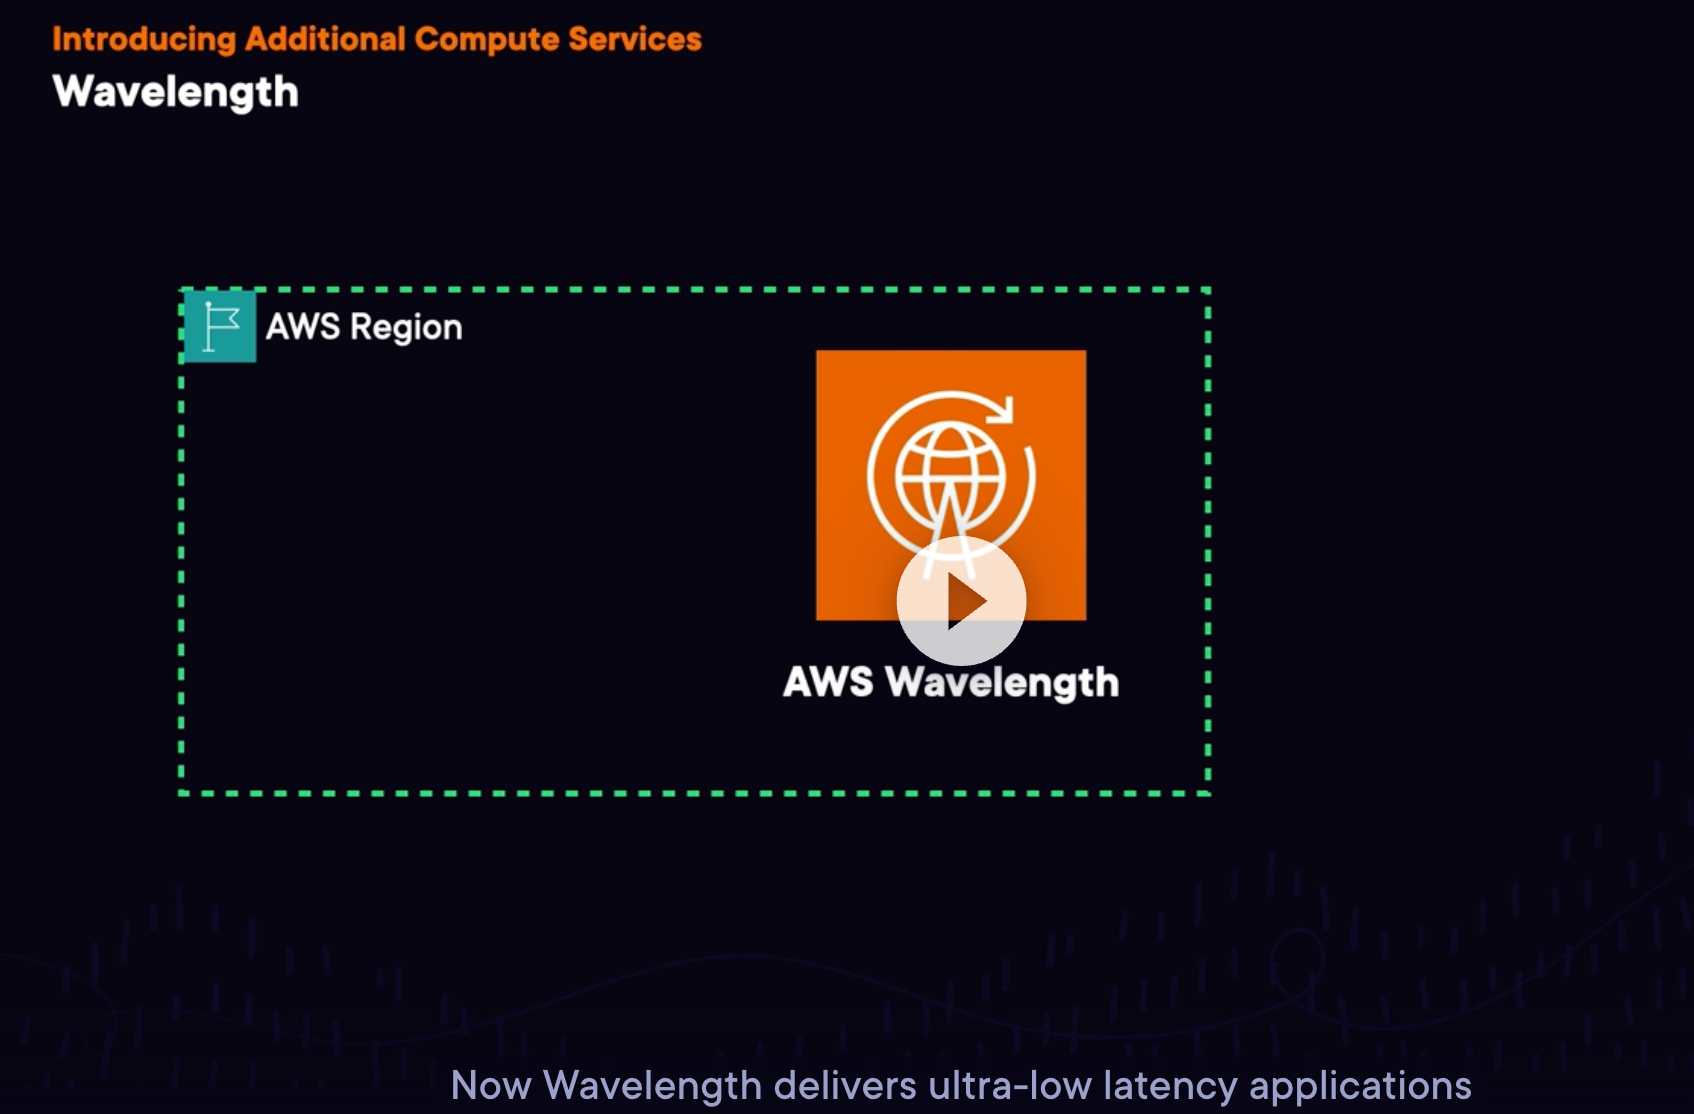 Introducing Additional Compute Services
Wavelength
AWS Region
AWS Wavelength
Now Wavelength delivers ultra-low latency applications